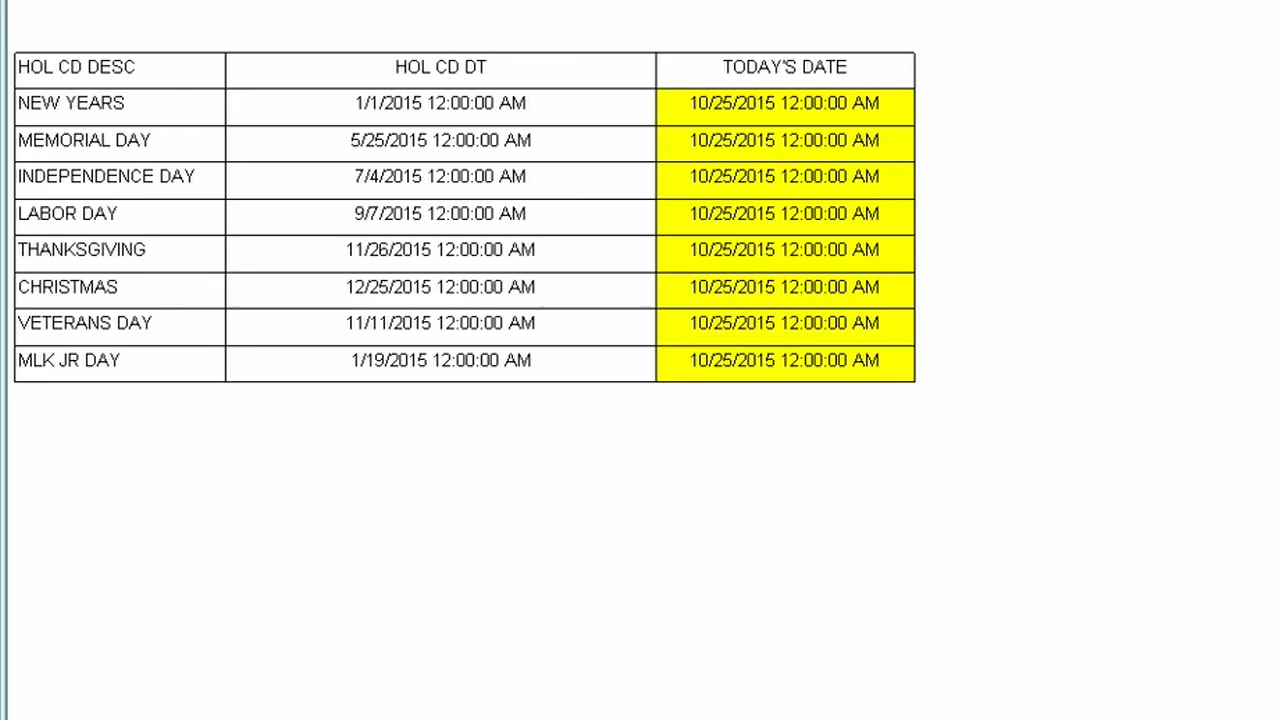 HOL CD DESC HOL CD DT TODAY'S DATE
NEW YEARS 1/1/2015 12:00:00 AM 10/25/2015 12:00:00 AM
MEMORIAL DAY 5/25/2015 12:00:00 AM 10/25/2015 12:00:00 AM
INDEPENDENCE DAY 7/4/2015 12:00:00 AM 10/25/2015 12:00:00 AM
LABOR DAY 9/7/2015 12:00:00 AM 10/25/2015 12:00:00 AM
THANKSGIVING 11/26/2015 12:00:00 AM 10/25/2015 12:00:00 AM
CHRISTMAS 12/25/2015 12:00:00 AM 10/25/2015 12:00:00 AM
VETERANS DAY 11/11/2015 12:00:00 AM 10/25/2015 12:00:00 AM
MLK JR DAY 1/19/2015 12:00:00 AM 10/25/2015 12:00:00 AM